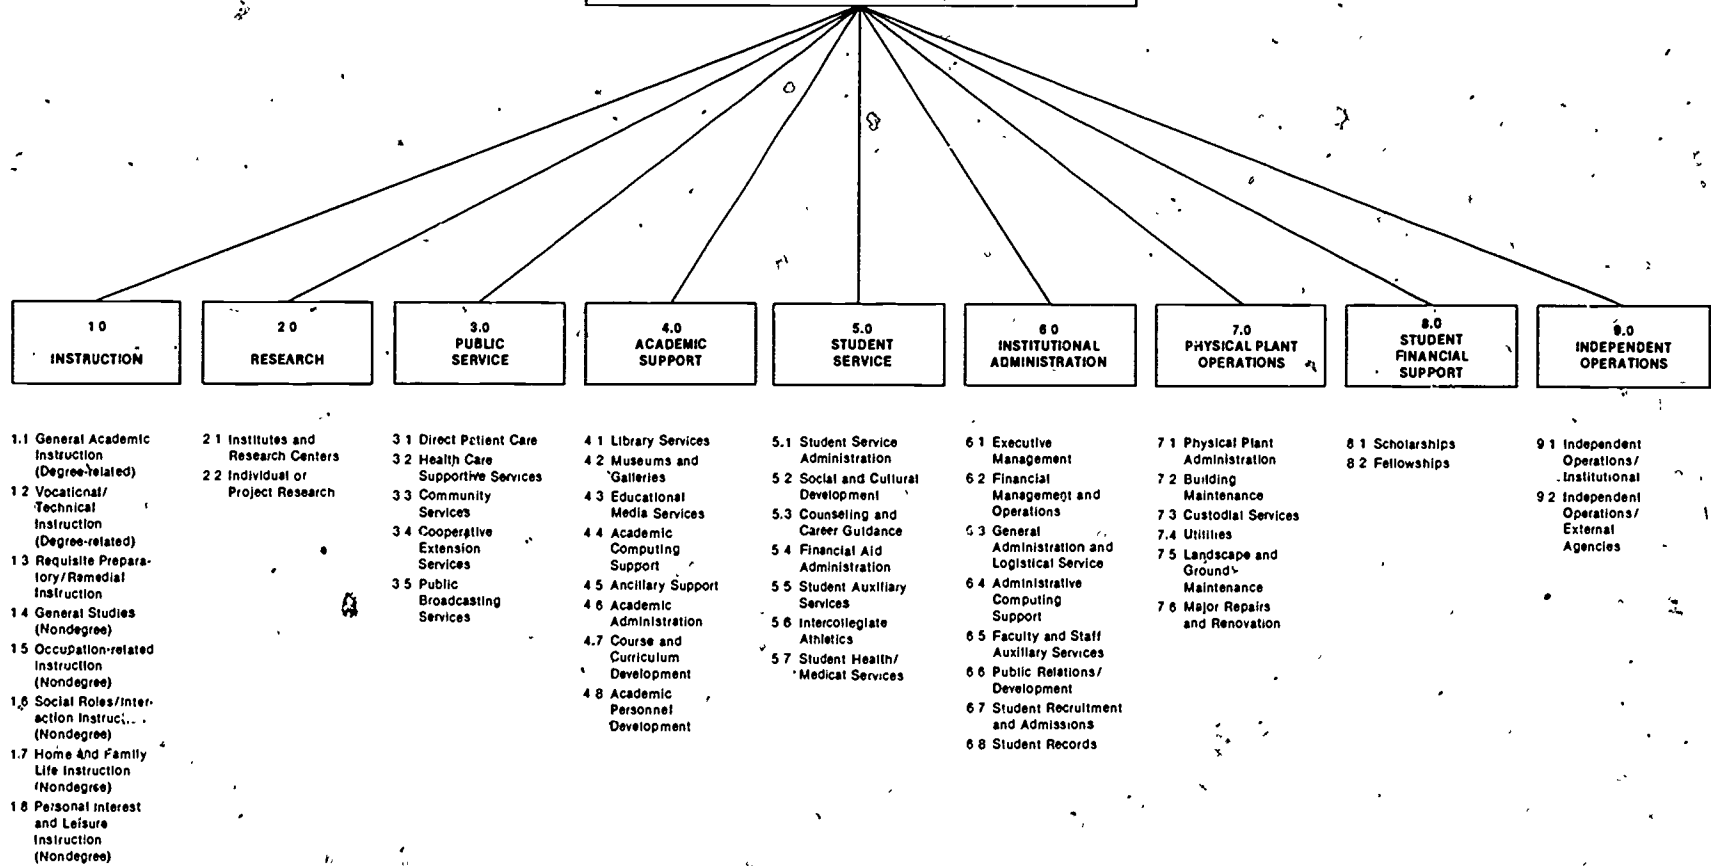 1 0
INSTRUCTION
2 0
RESEARCH
3.0
PUBLIC
SERVICE
4.0
ACADEMIC
SUPPORT
5.0
STUDENT
SERVICE
6 0
INSTITUTIONAL
ADMINISTRATION
7.0
PHYSICAL PLANT
OPERATIONS
8.0
STUDENT
FINANCIAL
SUPPORT
9.0
INDEPENDENT
OPERATIONS
1.1 General Academic
Instruction
(Degree-related)
1 2 Vocational/
Technical
Instruction
(Degree-related)
1 3 Requisite Prepara-
tory/Remedial
Instruction
1 4 General Studies
(Nondegree)
1 5 Occupation-related
Instruction
(Nondegree)
1.6 Social Roles/Inter-
action
(Nondegree)
1.7 Home and Family
Life Instruction
(Nondegree)
1 8 Personal Interest
and Leisure
Instruction
(Nondegree)
2 1 Institutes and
Research Centers
2 2 Individual or
Project Research
3 1 Direct Patient Care
3 2 Health Care
Supportive Services
3 3 Community
Services
3 4 Cooperative
Extension
Services
3 5 Public
Broadcasting
Services
4 1 Library Services
4 2 Museums and
Galleries
4 3 Educational
Media Services
4 4 Academic
Computing
Support
4 5 Ancillary Support
4 6 Academic
Administration
4.7 Course and
Curriculum
Development
4 8 Academic
Personnel
Development
5.1 Student Service
Administration
5 2 Social and Cultural
Development
5.3 Counseling and
Career Guidance
5 4 Financial Aid
Administration
5 5 Student Auxiliary
Services
5 6 Intercollegiate
Athletics
5 7 Student Health/
Medical Services
6 1 Executive
Management
6 2 Financial
Management and
Operations
6 3 General
Administration and
Logistical Service
6 4 Administrative
Computing
Support
6 5 Faculty and Staff
Auxiliary Services
6 6 Public Relations/
Development
6 7 Student Recruitment
and Admissions
6 8 Student Records
7 1 Physical Plant
Administration
7 2 Building
Maintenance
7 3 Custodial Services
7.4 Utilities
7 5 Landscape and
Ground
Maintenance
7 6 Major Repairs
and Renovation
8 1 Scholarships
8 2 Fellowships
9 1 Independent
Operations/
Institutional
9 2 Independent
Operations/
External
Agencies